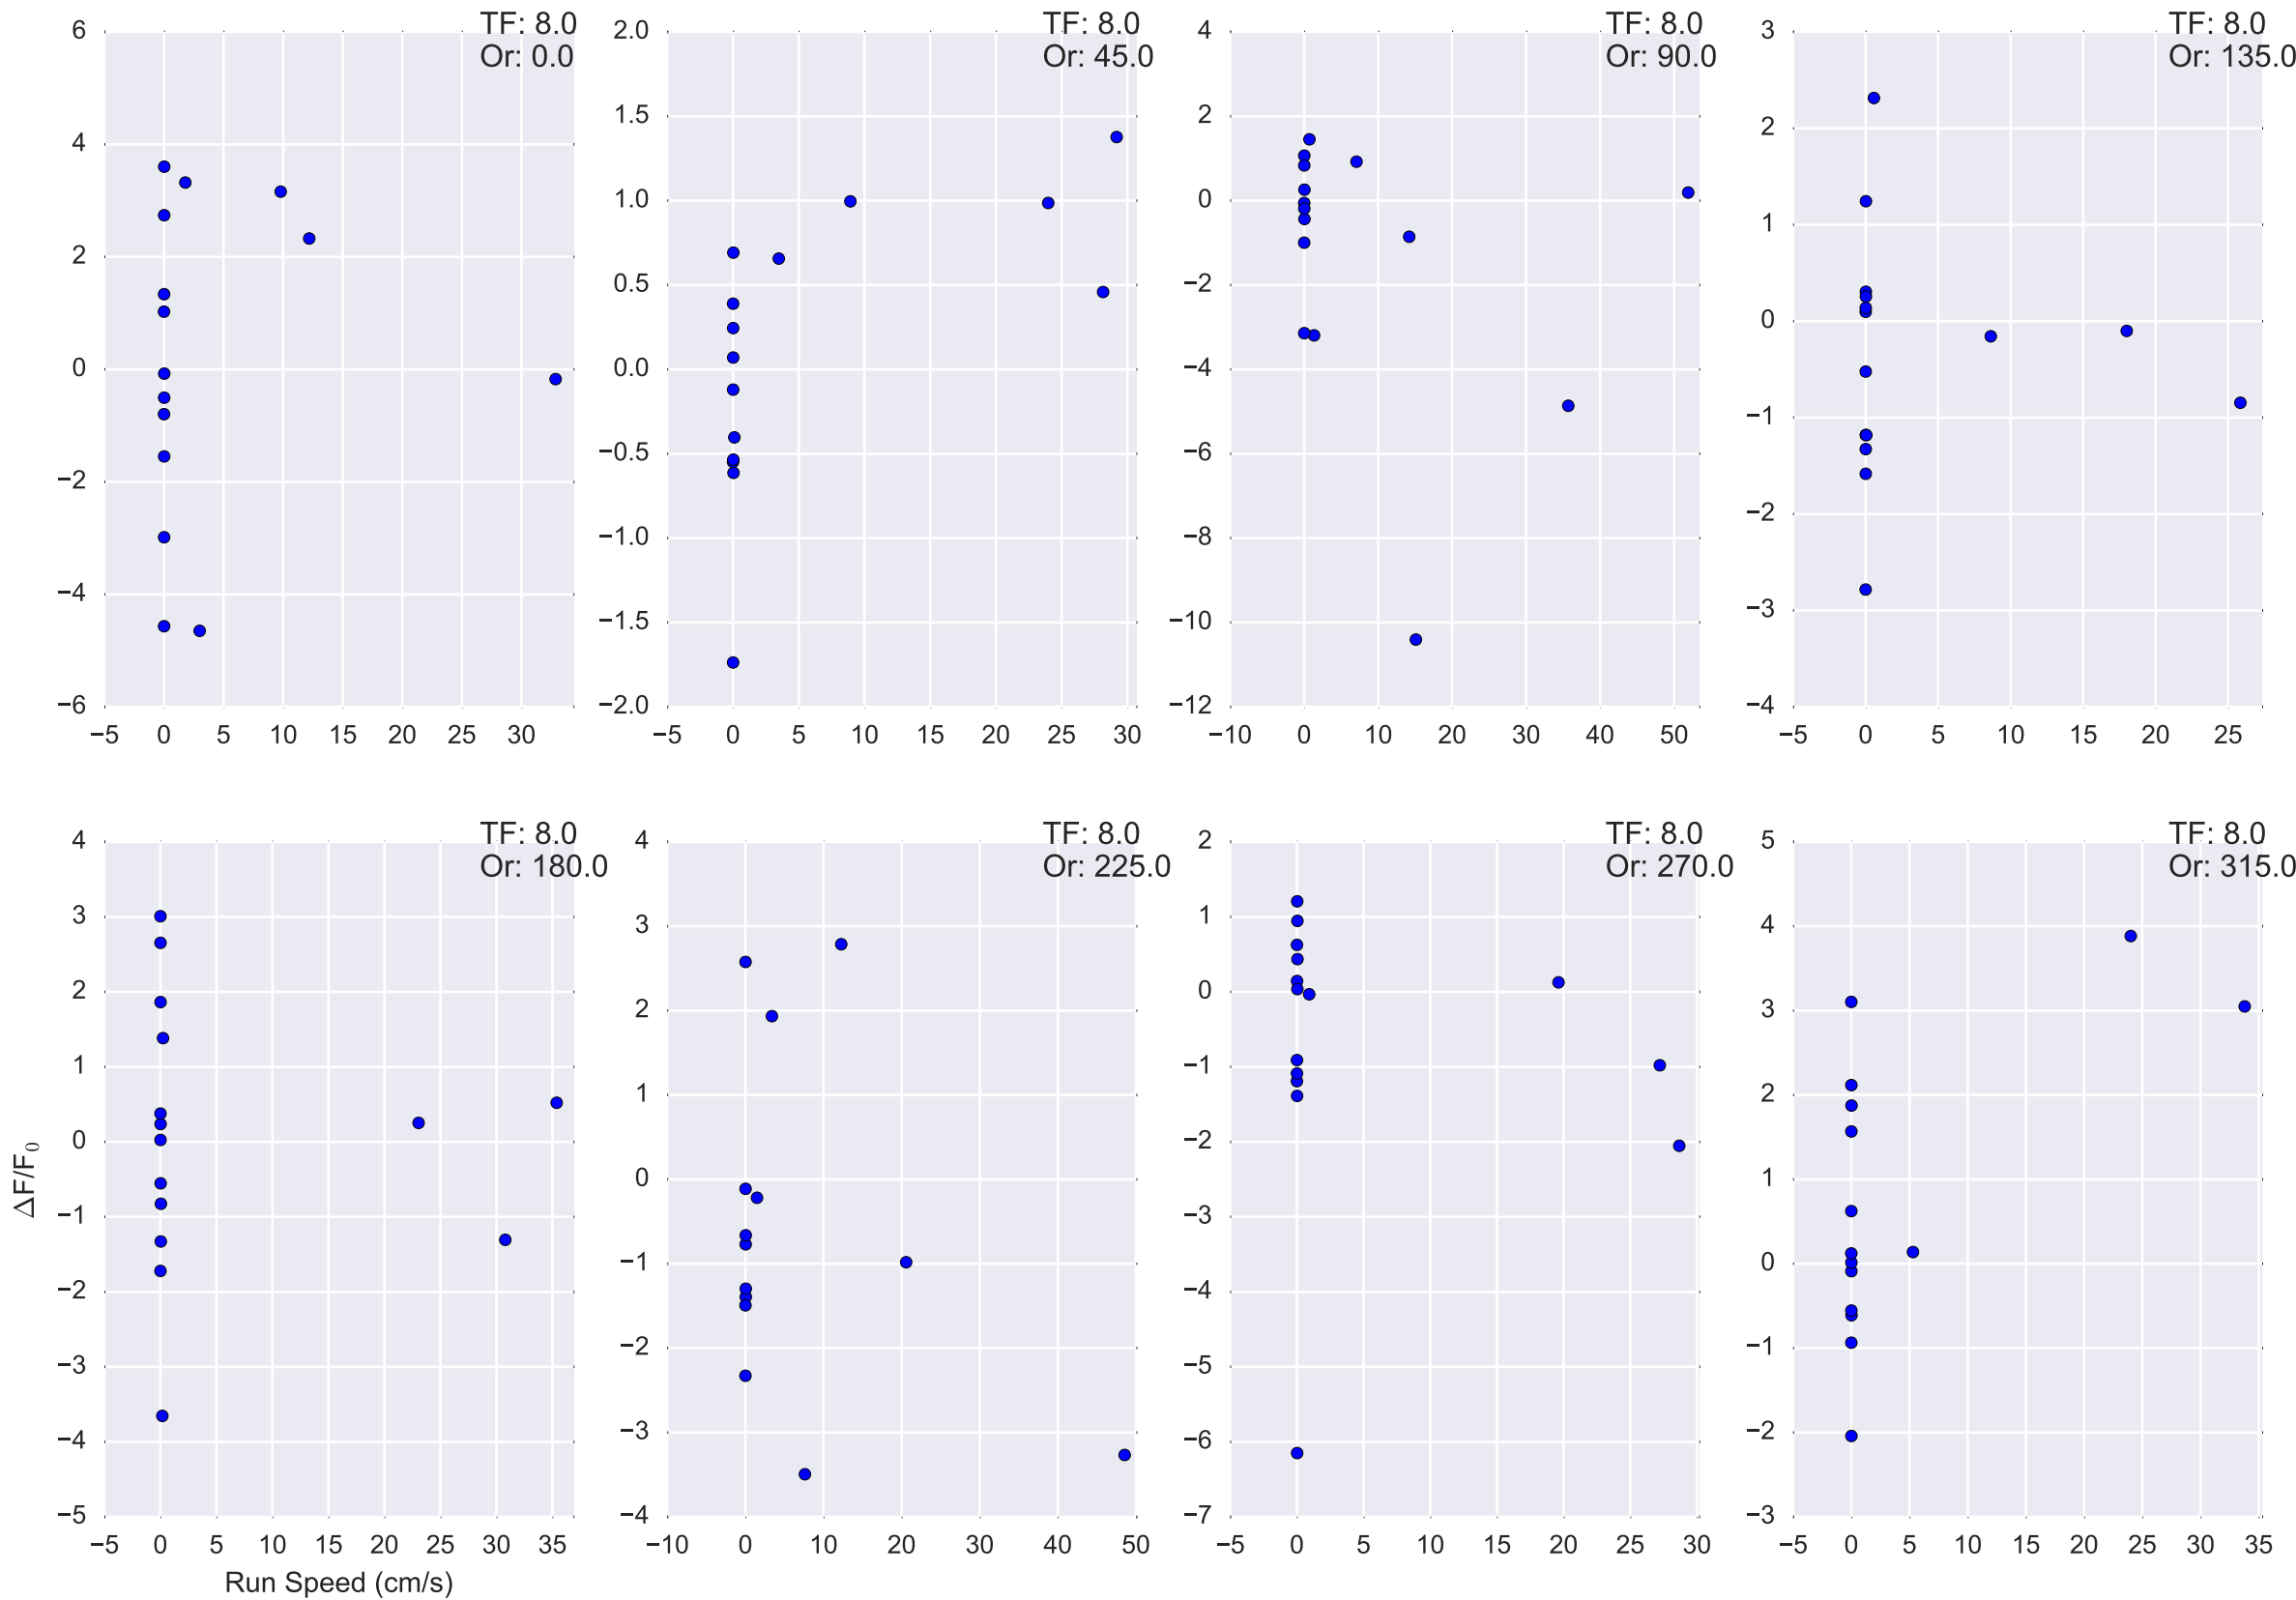 TF: 8.0
Or: 0.0
6
4
2
0
−2
−4
−6
−5 0 5 10 15 20 25 30
TF: 8.0
Or: 45.0
2.0
1.5
1.0
0.5
0.0
−0.5
−1.0
−1.5
−2.0
−5 0 5 10 15 20 25 30
TF: 8.0
Or: 90.0
4
2
0
−2
−4
−6
−8
−10
−12
−10 0 10 20 30 40 50
TF: 8.0
Or: 135.0
3
2
1
0
−1
−2
−3
−4
−5 0 5 10 15 20 25
TF: 8.0
Or: 180.0
4
3
2
1
0
−1
−2
−3
−4
−5
ΔF/F₀
−5 0 5 10 15 20 25 30 35
Run Speed (cm/s)
TF: 8.0
Or: 225.0
4
3
2
1
0
−1
−2
−3
−4
−10 0 10 20 30 40 50
TF: 8.0
Or: 270.0
2
1
0
−1
−2
−3
−4
−5
−6
−7
−5 0 5 10 15 20 25 30
TF: 8.0
Or: 315.0
5
4
3
2
1
0
−1
−2
−3
−5 0 5 10 15 20 25 30 35